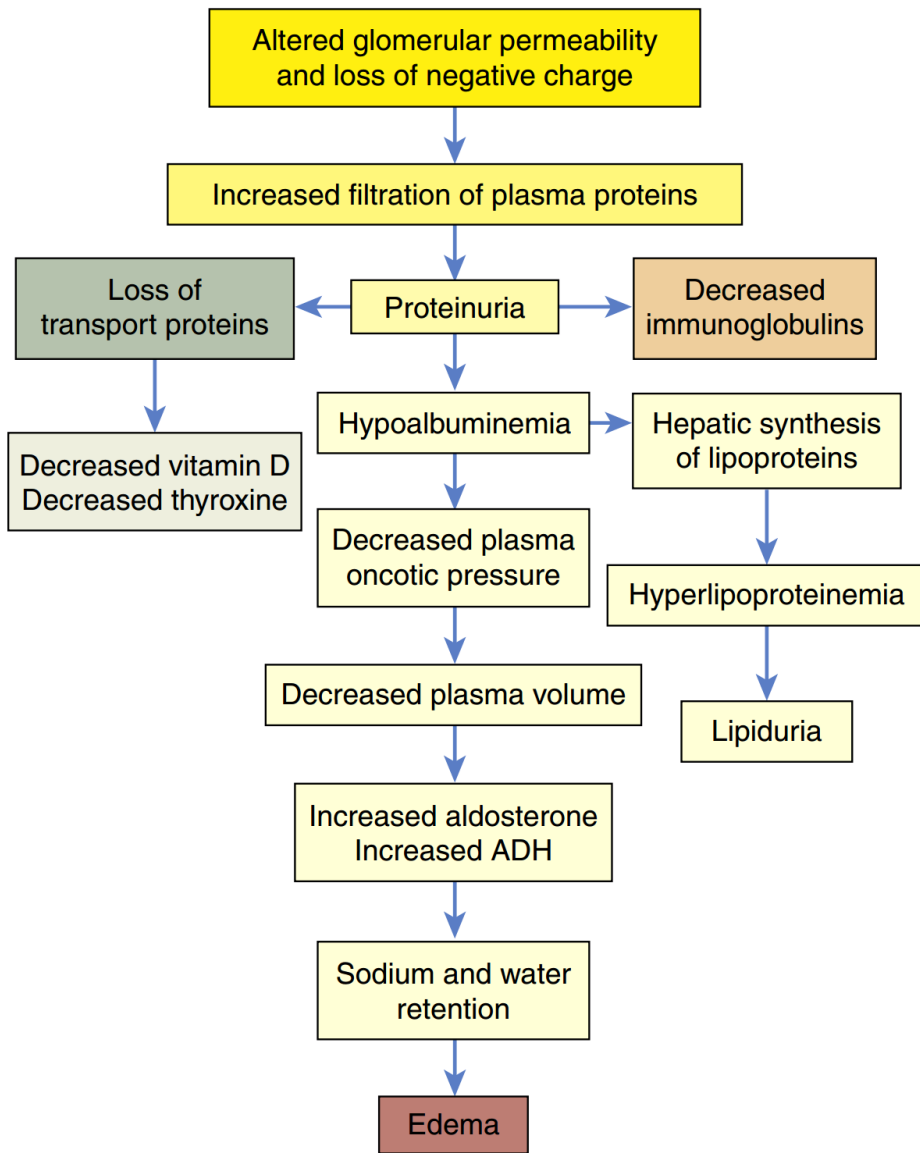 Altered glomerular permeability
and loss of negative charge
Increased filtration of plasma proteins
Loss of
transport proteins
Proteinuria
Decreased
immunoglobulins
Decreased vitamin D
Decreased thyroxine
Hypoalbuminemia
Hepatic synthesis
of lipoproteins
Decreased plasma
oncotic pressure
Hyperlipoproteinemia
Decreased plasma volume
Lipiduria
Increased aldosterone
Increased ADH
Sodium and water
retention
Edema